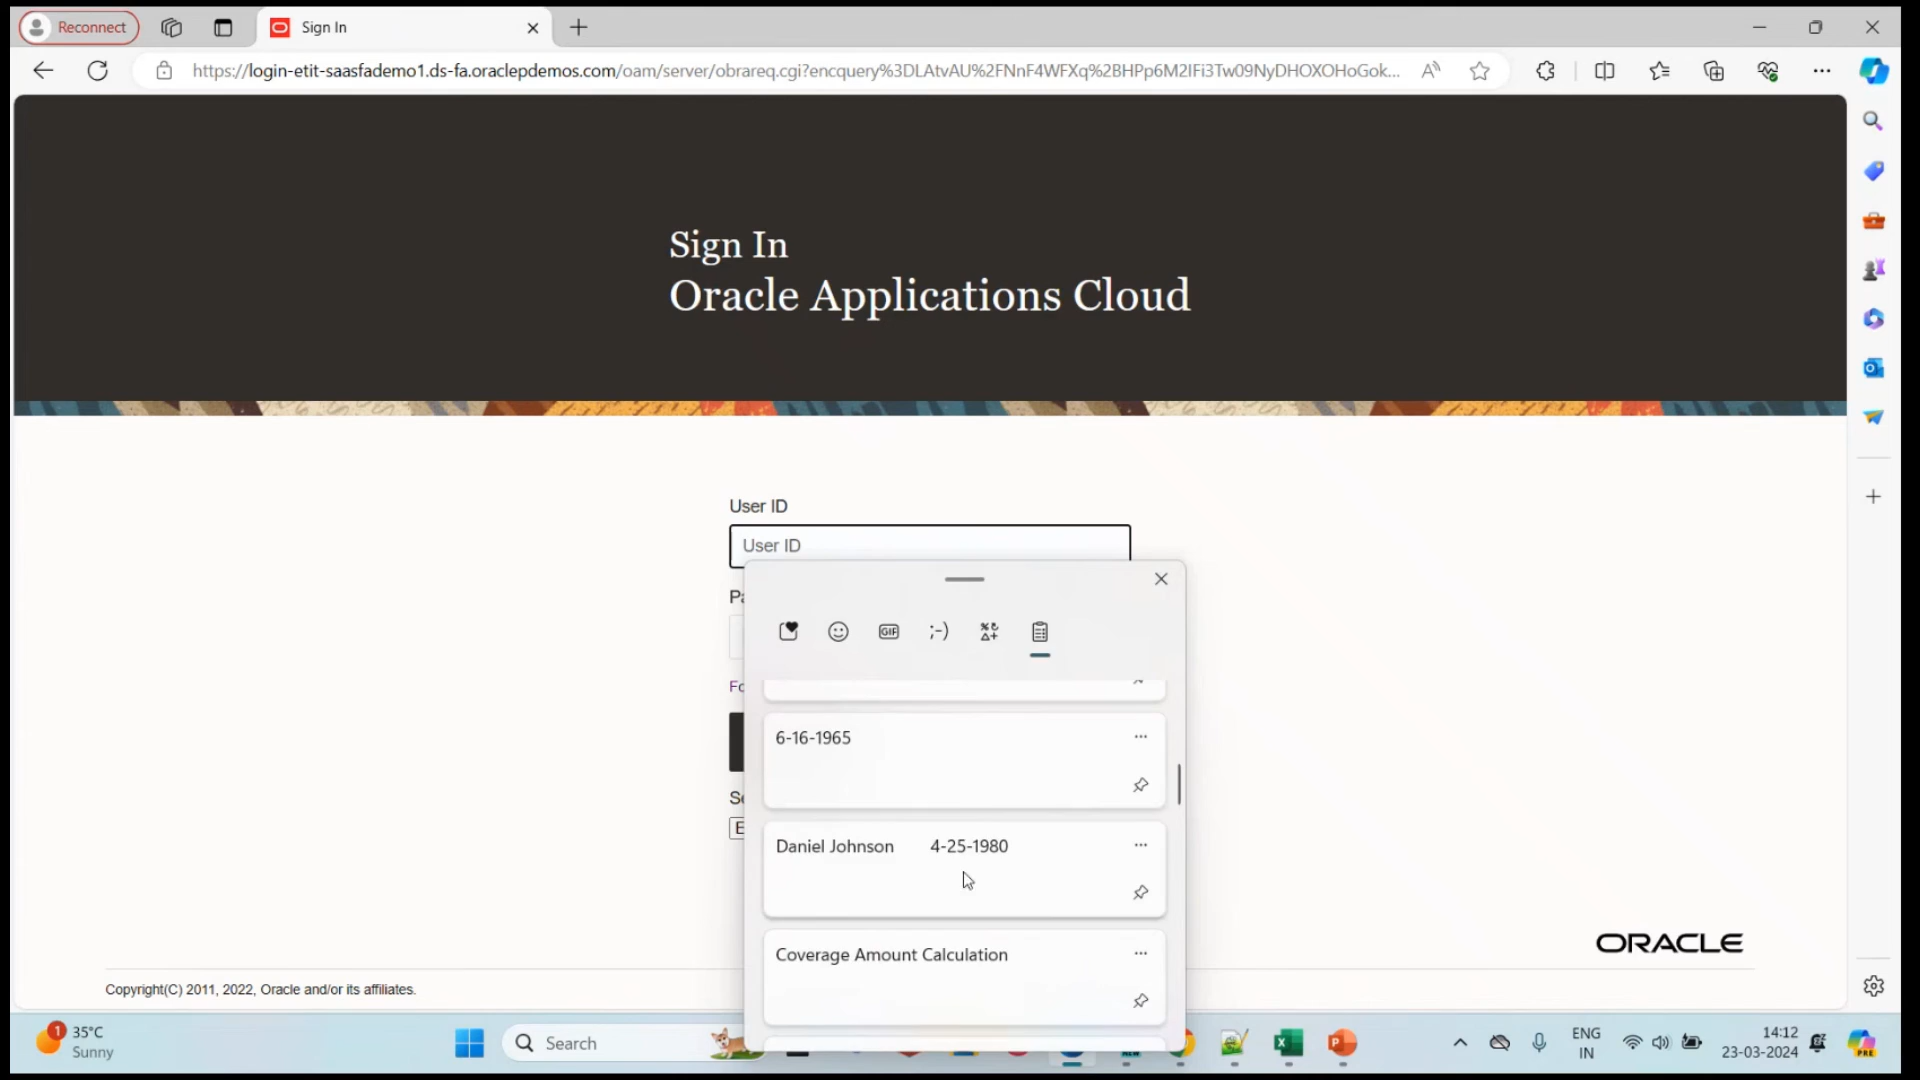 Reconnect
Sign In
https://login-etit-saasfademo1.ds-fa.oraclepdemos.com/oam/server/obrareq.cgi?encquery%3DLAtvAU%2FNnF4WFXq%2BHPp6M2IFi3Tw09NyDHOXOHoGok...
Sign In
Oracle Applications Cloud
User ID
User ID
GIF
;-)
6-16-1965
Daniel Johnson 4-25-1980
Coverage Amount Calculation
ORACLE
Copyright(C) 2011, 2022, Oracle and/or its affiliates.
1
35°C
Sunny
Search
ENG
IN
14:12
23-03-2024
PRE